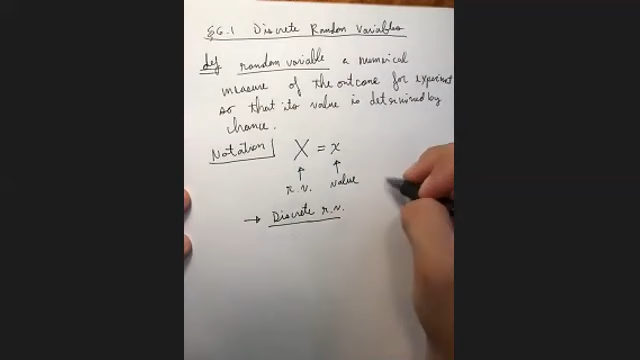 §6.1 Discrete Random Variables
def random variable a numerical
measure of the outcome for experiment
so that its value is determined by
chance.
Notation X = x
r.v. value
→ Discrete r.v.